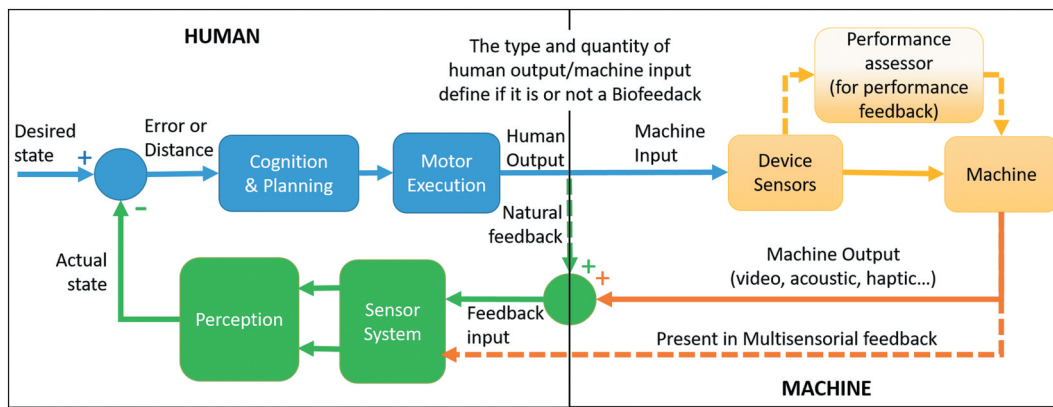 HUMAN
The type and quantity of
human output/machine input
define if it is or not a Biofeedack
Performance
assessor
(for performance
feedback)
Desired
state
+
Error or
Distance
Cognition
& Planning
Motor
Execution
Human
Output
Machine
Input
Device
Sensors
Machine
-
Natural
feedback
+
+
Actual
state
Perception
Sensor
System
Feedback
input
Machine Output
(video, acoustic, haptic...)
Present in Multisensorial feedback
MACHINE